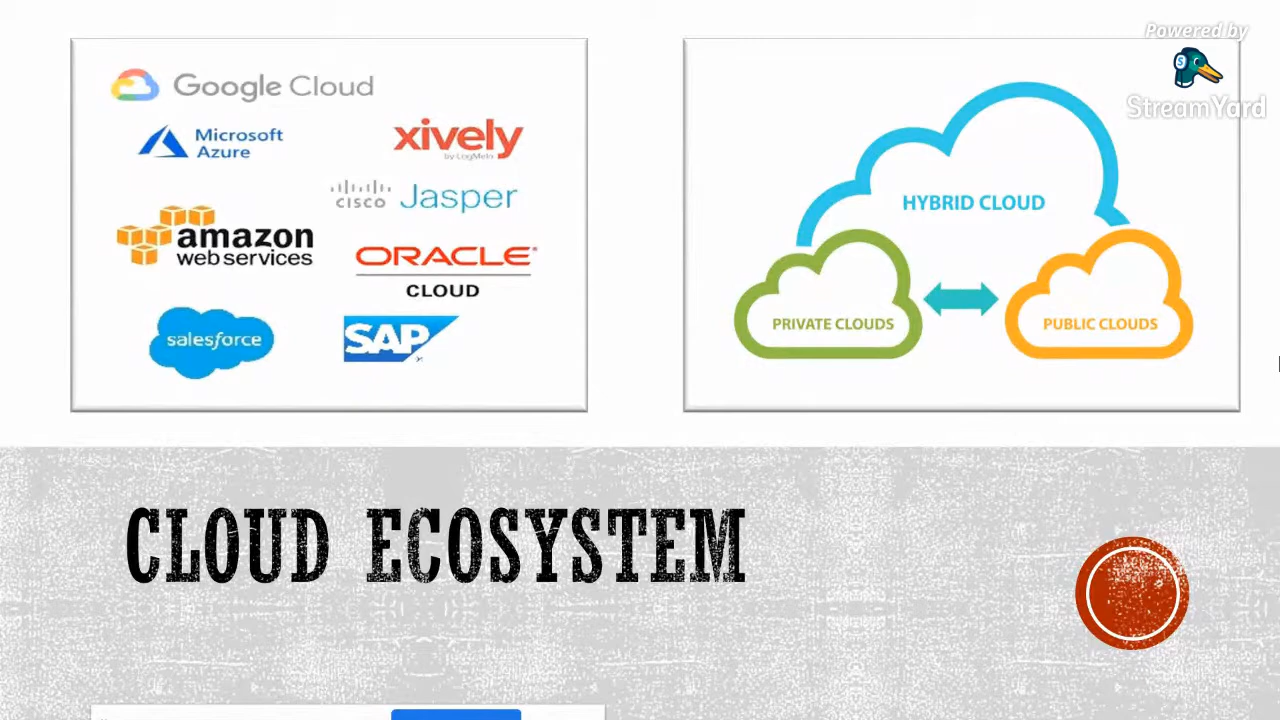 Powered by
StreamYard
Google Cloud
Microsoft
Azure
xively
by LogMeIn
cisco Jasper
amazon
web services
ORACLE®
CLOUD
salesforce
SAP
HYBRID CLOUD
PRIVATE CLOUDS
PUBLIC CLOUDS
CLOUD ECOSYSTEM